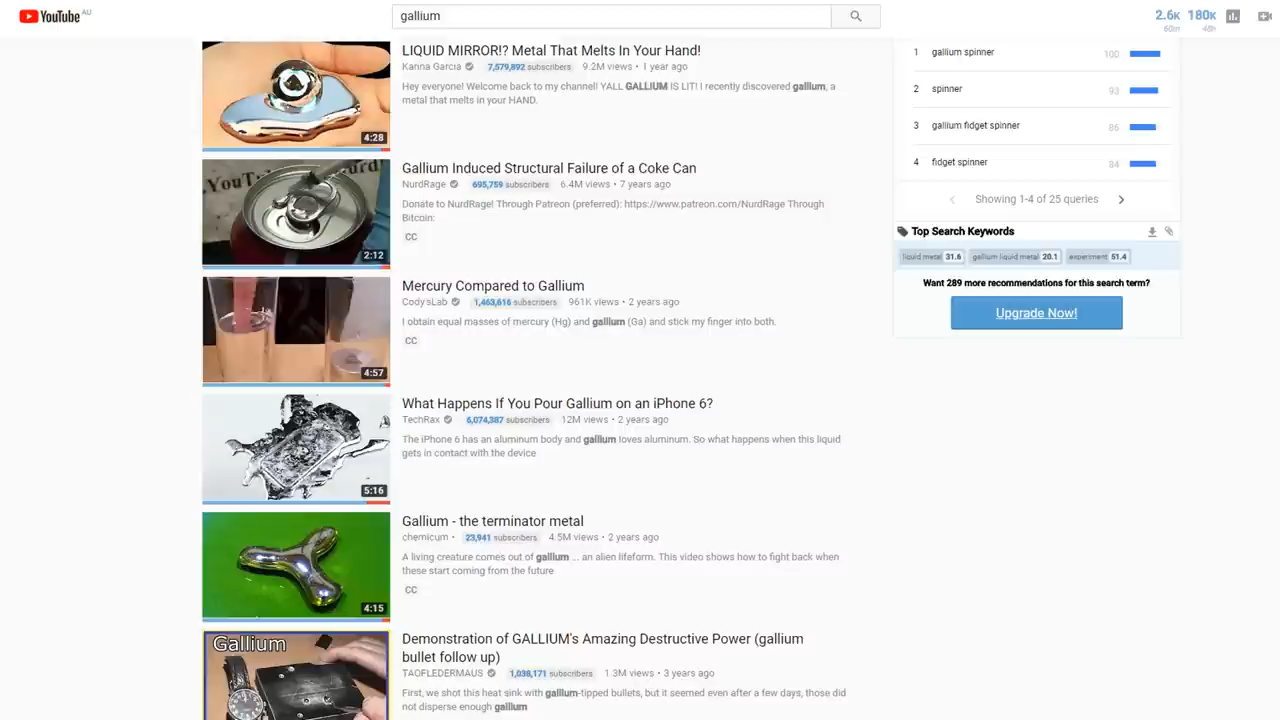 YouTube AU
gallium
2.6K 180K
60m 48h
LIQUID MIRROR!? Metal That Melts In Your Hand!
Karina Garcia 7,579,892 subscribers 9.2M views • 1 year ago
Hey everyone! Welcome back to my channel! YALL GALLIUM IS LIT! I recently discovered gallium, a
metal that melts in your HAND.
4:28
Gallium Induced Structural Failure of a Coke Can
NurdRage 695,759 subscribers 6.4M views • 7 years ago
Donate to NurdRage! Through Patreon (preferred): https://www.patreon.com/NurdRage Through
Bitcoin:
CC
2:12
Mercury Compared to Gallium
Cody'sLab 1,463,616 subscribers 961K views • 2 years ago
I obtain equal masses of mercury (Hg) and gallium (Ga) and stick my finger into both.
CC
4:57
What Happens If You Pour Gallium on an iPhone 6?
TechRax 6,074,387 subscribers 12M views • 2 years ago
The iPhone 6 has an aluminum body and gallium loves aluminum. So what happens when this liquid
gets in contact with the device
5:16
Gallium - the terminator metal
chemicum • 23,941 subscribers 4.5M views • 2 years ago
A living creature comes out of gallium ... an alien lifeform. This video shows how to fight back when
these start coming from the future
CC
4:15
Gallium
Demonstration of GALLIUM's Amazing Destructive Power (gallium
bullet follow up)
TAOFLEDERMAUS 1,038,171 subscribers 1.3M views • 3 years ago
First, we shot this heat sink with gallium-tipped bullets, but it seemed even after a few days, those did
not disperse enough gallium
1 gallium spinner 100
2 spinner 93
3 gallium fidget spinner 86
4 fidget spinner 84
Showing 1-4 of 25 queries
Top Search Keywords
liquid metal 31.6 gallium liquid metal 20.1 experiment 51.4
Want 289 more recommendations for this search term?
Upgrade Now!